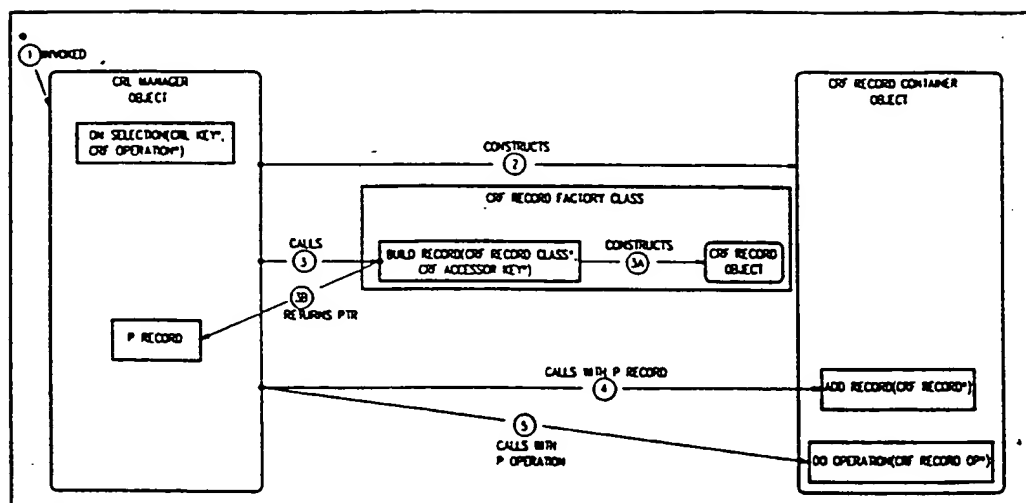 1 INVOKED
CRL MANAGER
OBJECT
ON SELECTION(CRL KEY*,
CRF OPERATION*)
CRF RECORD CONTAINER
OBJECT
CONSTRUCTS
2
CRF RECORD FACTORY CLASS
CALLS
3
BUILD RECORD(CRF RECORD CLASS*,
CRF ACCESSOR KEY*)
CONSTRUCTS
3A
CRF RECORD
OBJECT
3B
RETURNS PTR
P RECORD
CALLS WITH P RECORD
4
ADD RECORD(CRF RECORD*)
5
CALLS WITH
P OPERATION
DO OPERATION(CRF RECORD OP*)